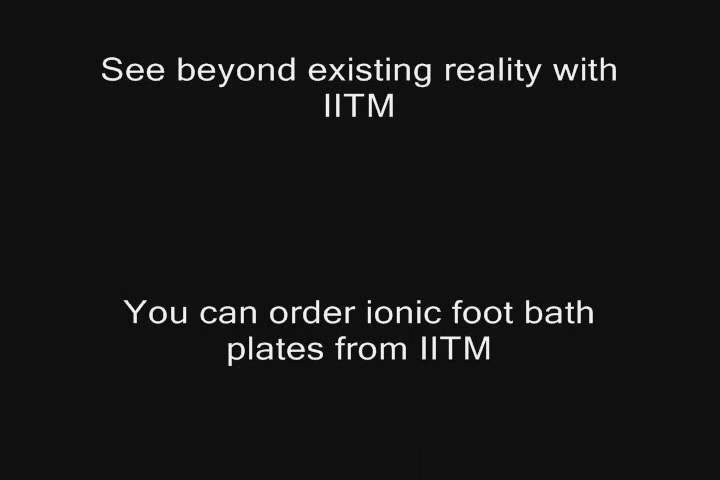 See beyond existing reality with
IITM
You can order ionic foot bath
plates from IITM